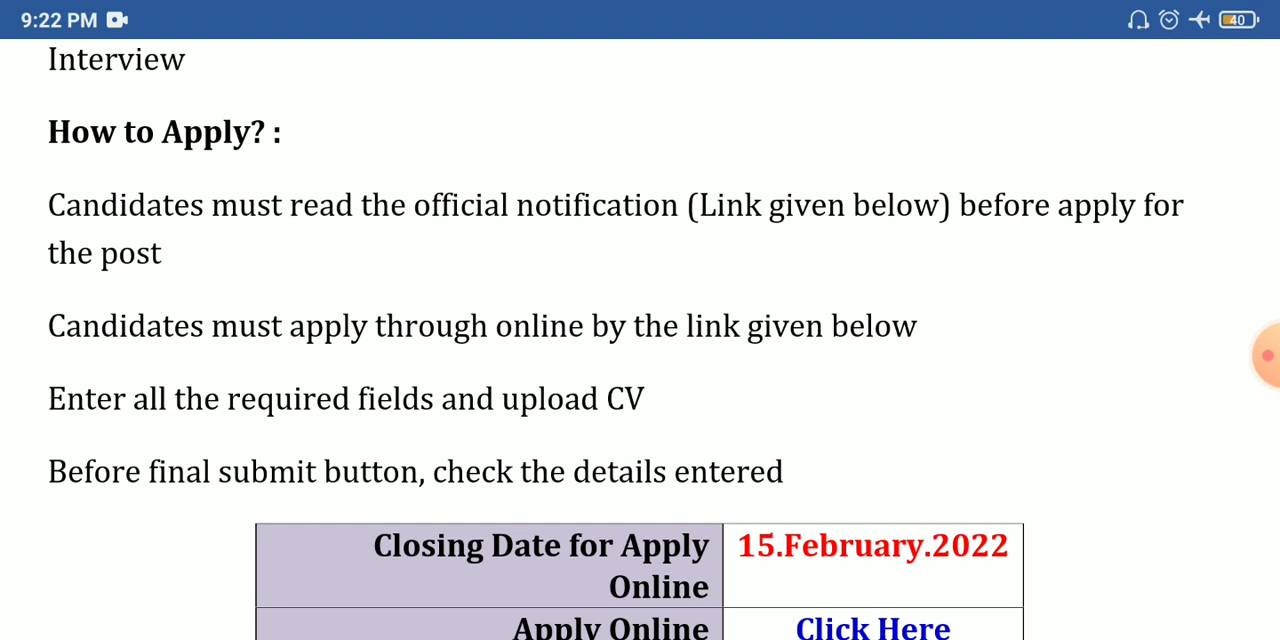 9:22 PM
40
Interview
How to Apply? :
Candidates must read the official notification (Link given below) before apply for
the post
Candidates must apply through online by the link given below
Enter all the required fields and upload CV
Before final submit button, check the details entered
Closing Date for Apply 15.February.2022
Online
Apply Online Click Here